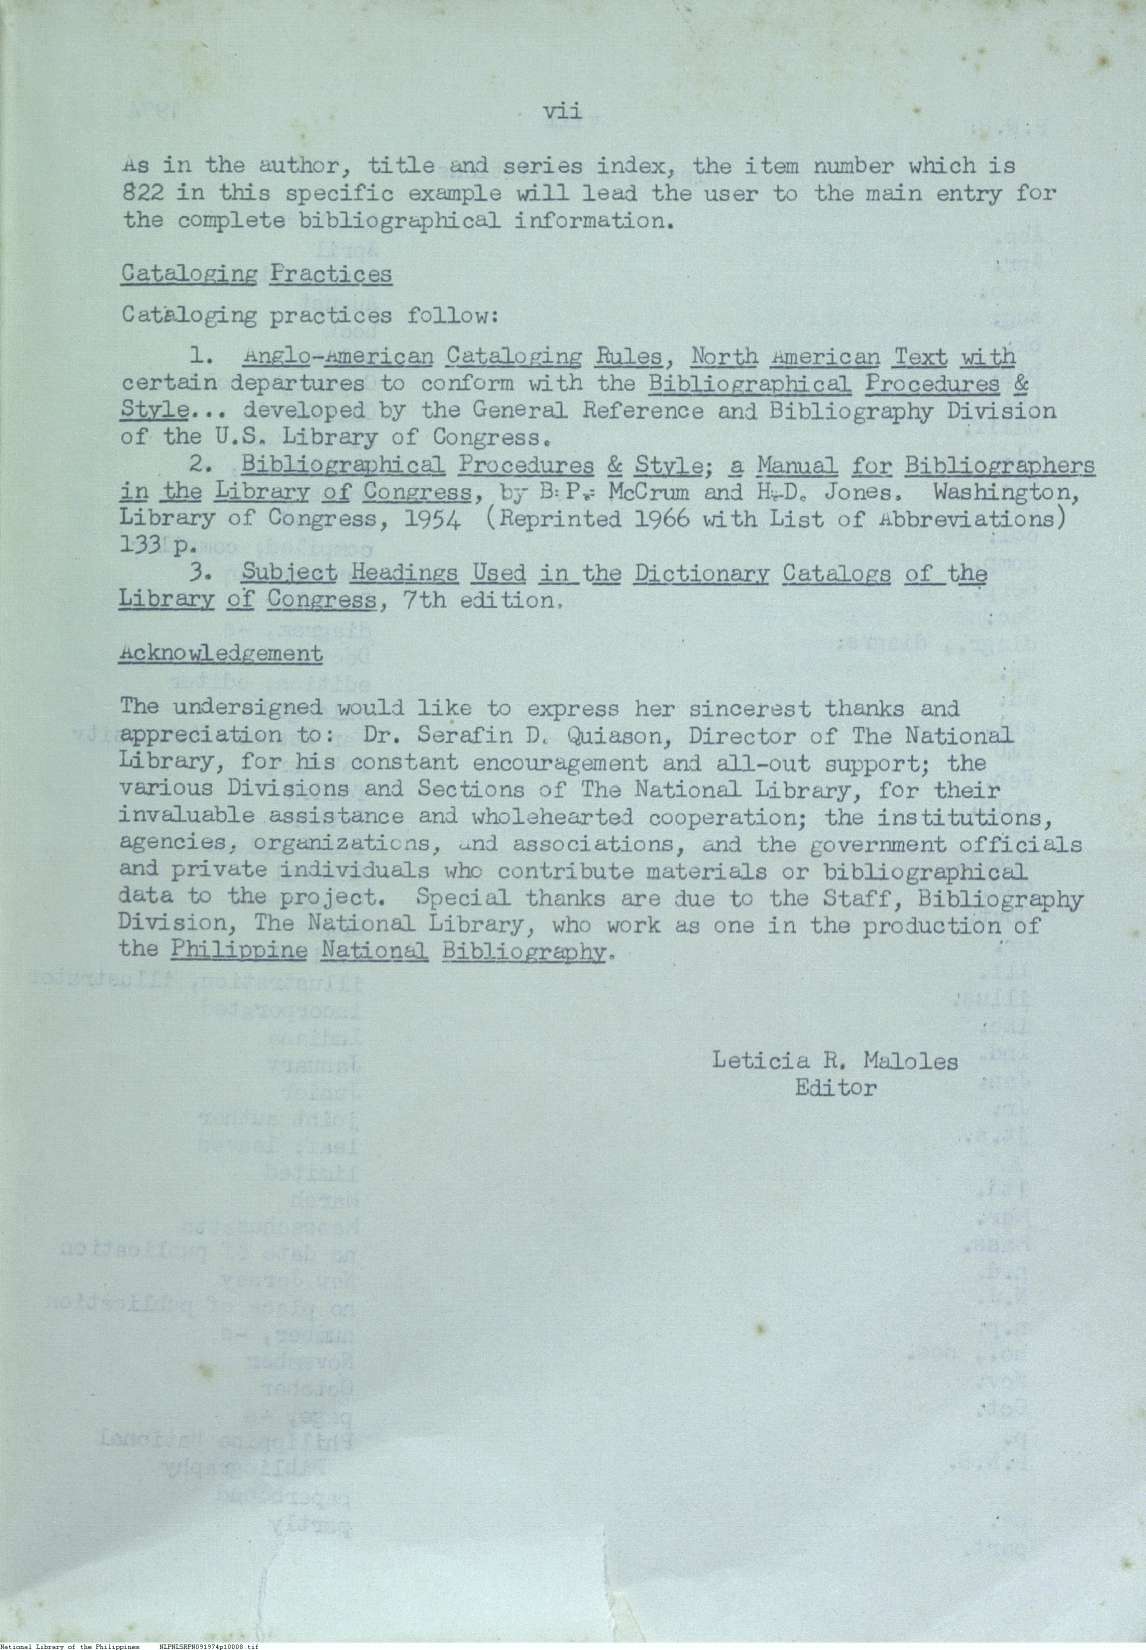 vii
As in the author, title and series index, the item number which is
822 in this specific example will lead the user to the main entry for
the complete bibliographical information.
Cataloging Practices
Cataloging practices follow:
1. Anglo-American Cataloging Rules, North American Text with
certain departures to conform with the Bibliographical Procedures &
Style... developed by the General Reference and Bibliography Division
of the U.S. Library of Congress.
2. Bibliographical Procedures & Style; a Manual for Bibliographers
in the Library of Congress, by B. P. McCrum and H. D. Jones. Washington,
Library of Congress, 1954 (Reprinted 1966 with List of Abbreviations)
133 p.
3. Subject Headings Used in the Dictionary Catalogs of the
Library of Congress, 7th edition.
Acknowledgement
The undersigned would like to express her sincerest thanks and
appreciation to: Dr. Serafin D. Quiason, Director of The National
Library, for his constant encouragement and all-out support; the
various Divisions and Sections of The National Library, for their
invaluable assistance and wholehearted cooperation; the institutions,
agencies, organizations, and associations, and the government officials
and private individuals who contribute materials or bibliographical
data to the project. Special thanks are due to the Staff, Bibliography
Division, The National Library, who work as one in the production of
the Philippine National Bibliography.
Leticia R. Maloles
Editor
National Library of the Philippines NLPNLSRPN091974p10008.tif